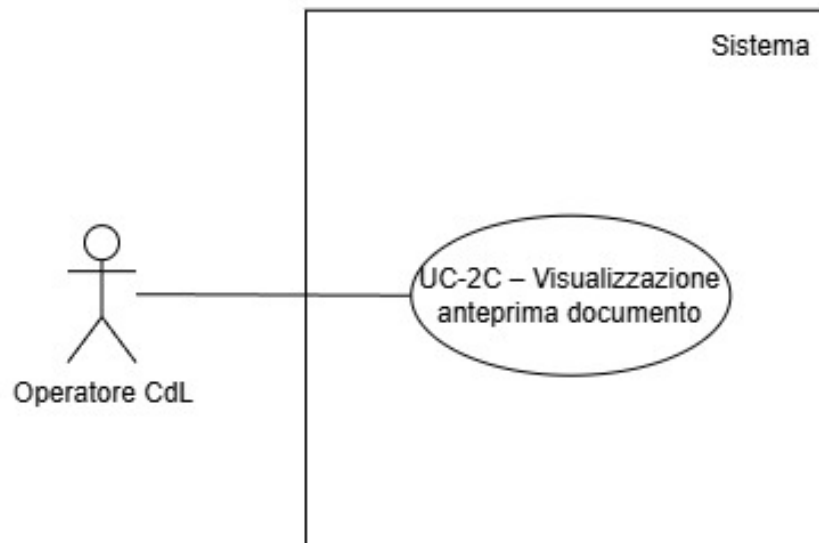 Sistema
UC-2C – Visualizzazione
anteprima documento
Operatore CdL